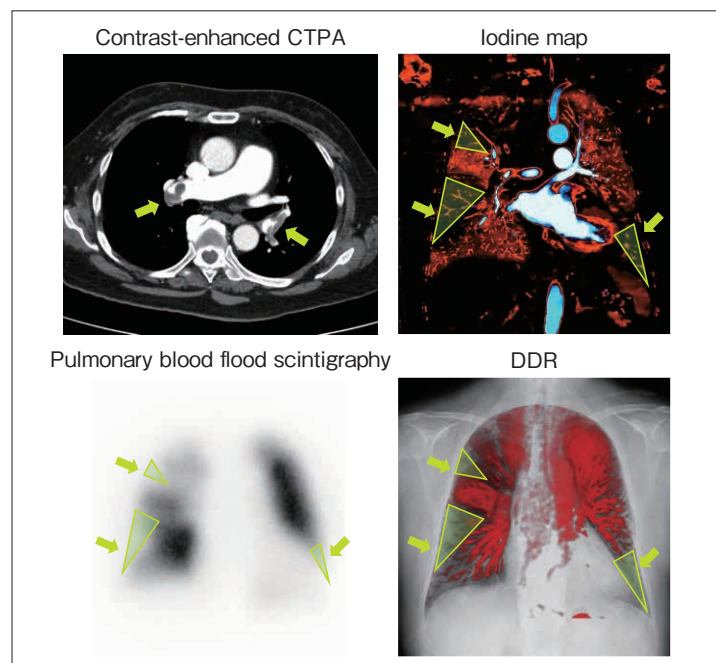 Contrast-enhanced CTPA
Iodine map
Pulmonary blood flood scintigraphy
DDR